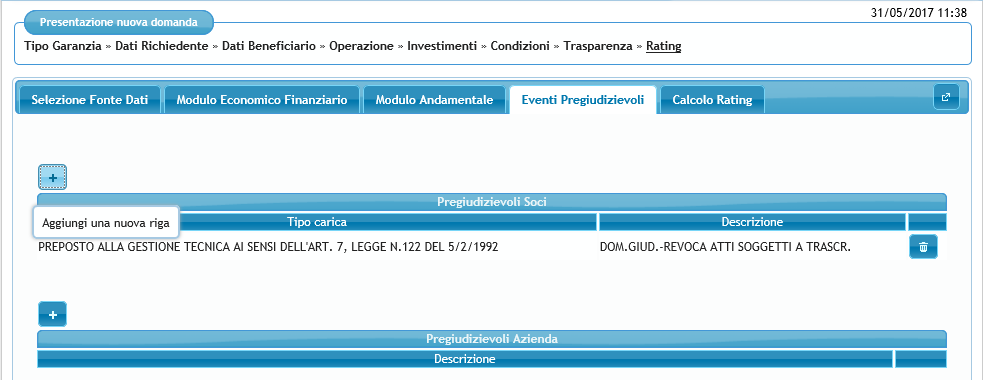 31/05/2017 11:38
Presentazione nuova domanda
Tipo Garanzia » Dati Richiedente » Dati Beneficiario » Operazione » Investimenti » Condizioni » Trasparenza » Rating
Selezione Fonte Dati Modulo Economico Finanziario Modulo Andamentale Eventi Pregiudizievoli Calcolo Rating
+
Pregiudizievoli Soci
Aggiungi una nuova riga Tipo carica Descrizione
PREPOSTO ALLA GESTIONE TECNICA AI SENSI DELL'ART. 7, LEGGE N.122 DEL 5/2/1992 DOM.GIUD.-REVOCA ATTI SOGGETTI A TRASCR.
+
Pregiudizievoli Azienda
Descrizione